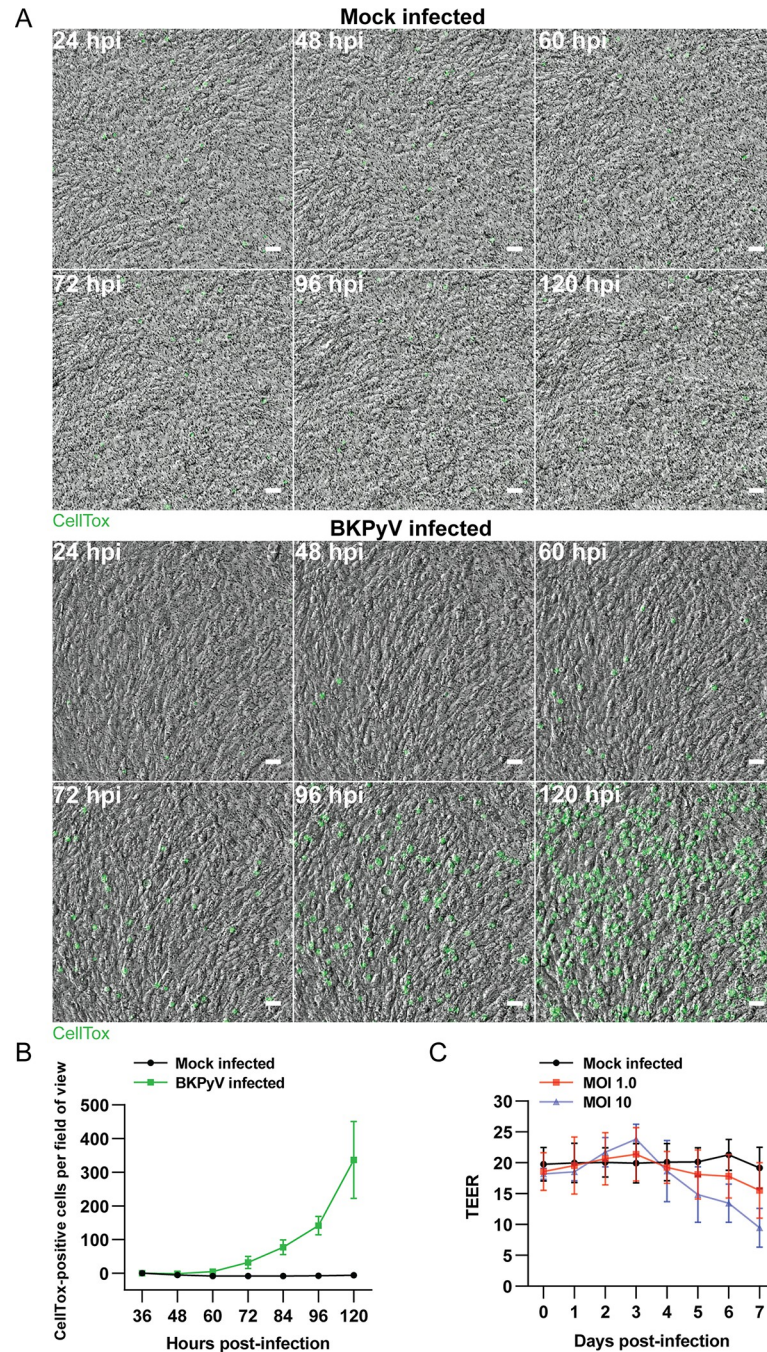 A
Mock infected
24 hpi
48 hpi
60 hpi
72 hpi
96 hpi
120 hpi
CellTox
BKPyV infected
24 hpi
48 hpi
60 hpi
72 hpi
96 hpi
120 hpi
CellTox
B
Mock infected
BKPyV infected
CellTox-positive cells per field of view
500
400
300
200
100
0
36 48 60 72 84 96 120
Hours post-infection
C
Mock infected
MOI 1.0
MOI 10
TEER
30
25
20
15
10
5
0
0 1 2 3 4 5 6 7
Days post-infection